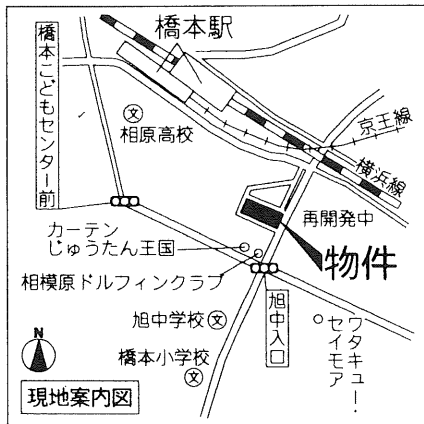 橋本駅
橋本こどもセンター前
文
相原高校
京王線
横浜線
再開発中
物件
カーテン
じゅうたん王国
相模原ドルフィンクラブ
旭中入口
旭中学校
文
ワタキュー・
セイモア
橋本小学校
文
N
現地案内図